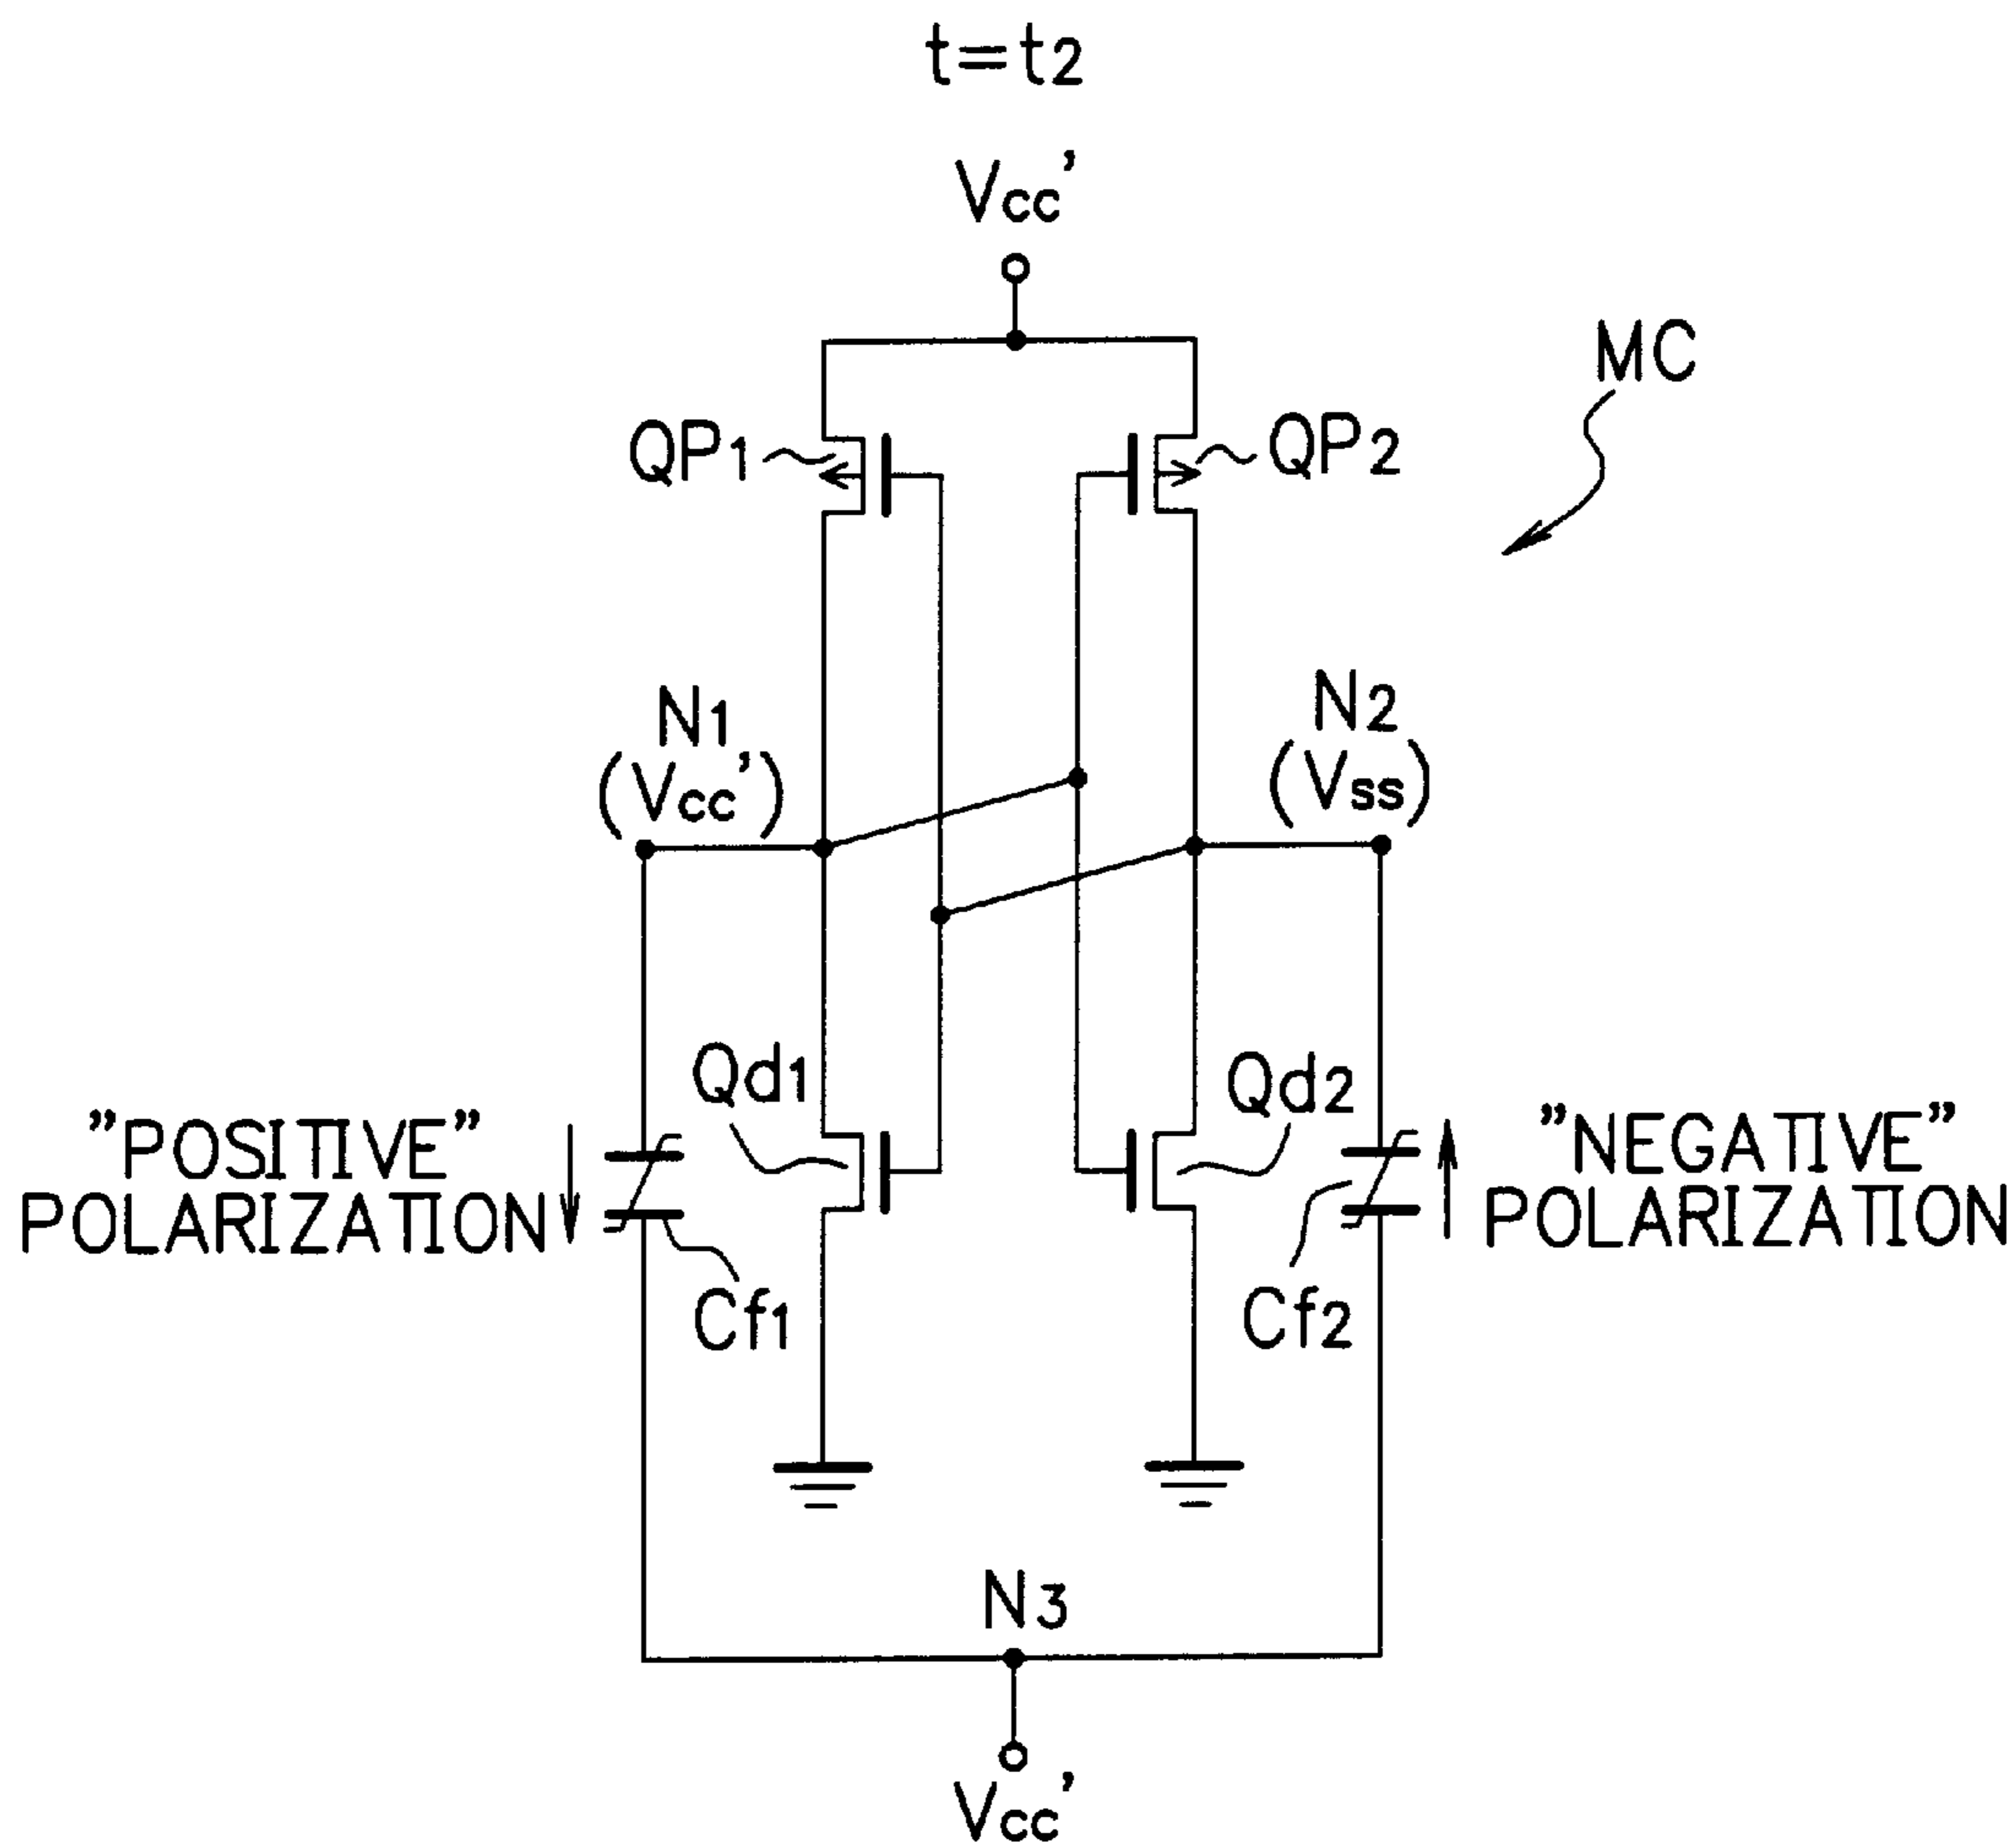 t=t2
Vcc'
MC
QP1
QP2
N1
(Vcc')
N2
(Vss)
Qd1
Qd2
"POSITIVE"
POLARIZATION
"NEGATIVE"
POLARIZATION
Cf1
Cf2
N3
Vcc'